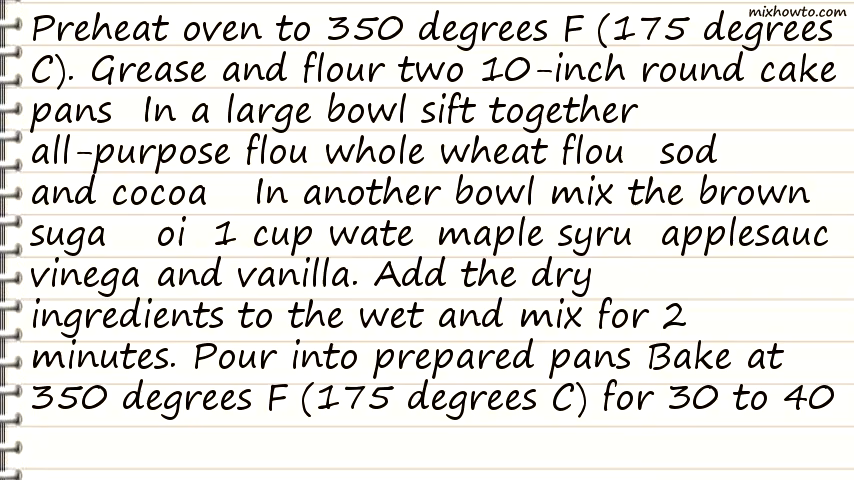 mixhowto.com
Preheat oven to 350 degrees F (175 degrees
C). Grease and flour two 10-inch round cake
pans  In a large bowl sift together
all-purpose flou whole wheat flou   sod
and cocoa    In another bowl mix the brown
suga    oi  1 cup wate  maple syru  applesauc
vinega and vanilla. Add the dry
ingredients to the wet and mix for 2
minutes. Pour into prepared pans Bake at
350 degrees F (175 degrees C) for 30 to 40